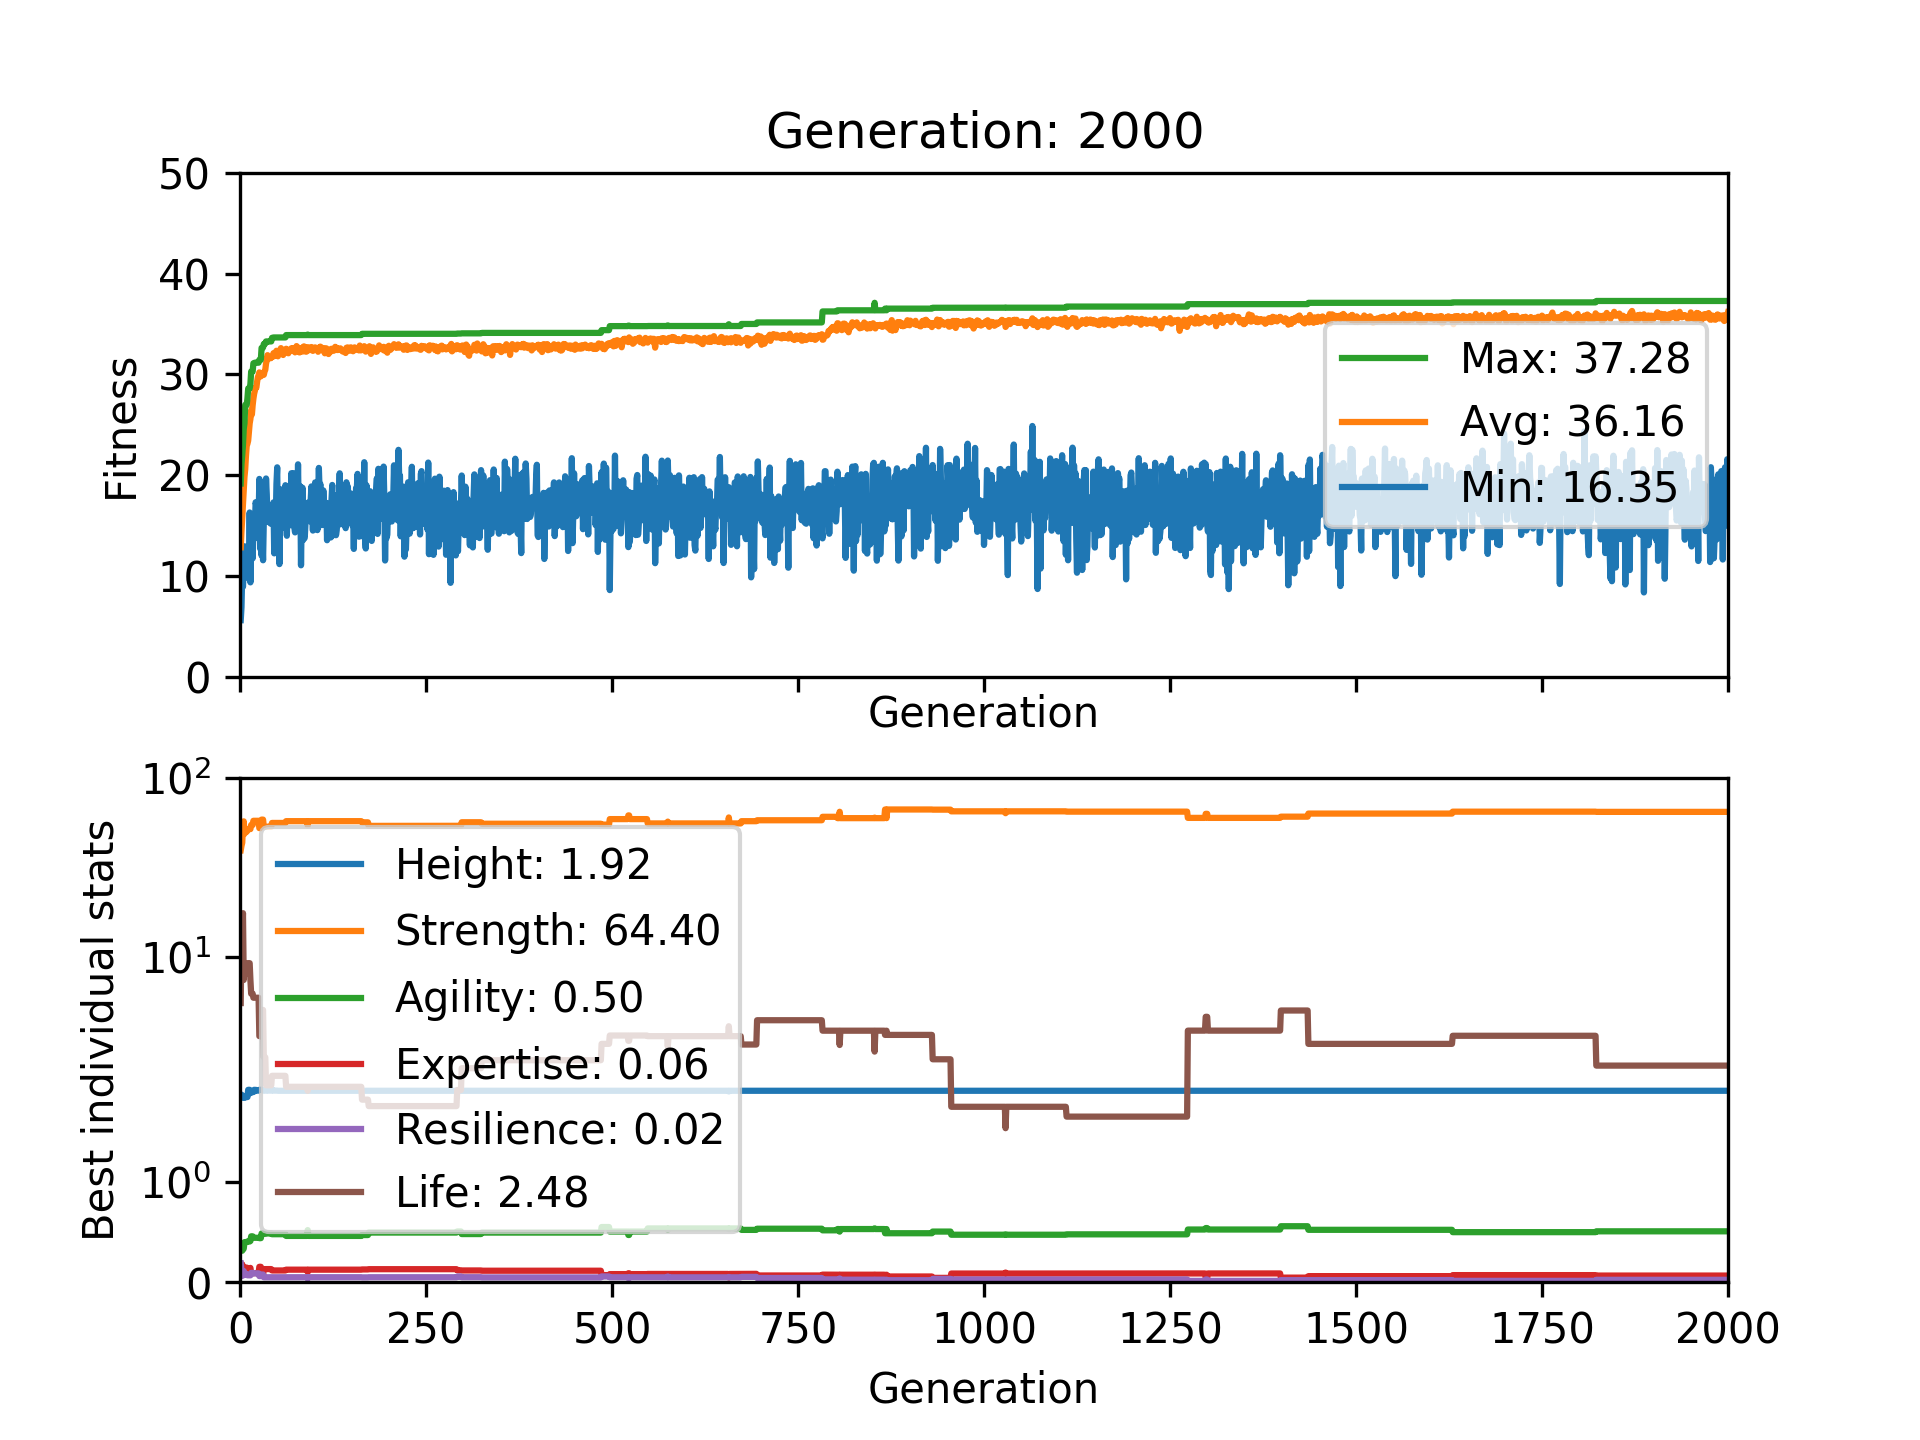 Generation: 2000
50
40
30
20
10
0
Fitness
Max: 37.28
Avg: 36.16
Min: 16.35
Generation
10²
10¹
10⁰
0
Best individual stats
Height: 1.92
Strength: 64.40
Agility: 0.50
Expertise: 0.06
Resilience: 0.02
Life: 2.48
0 250 500 750 1000 1250 1500 1750 2000
Generation